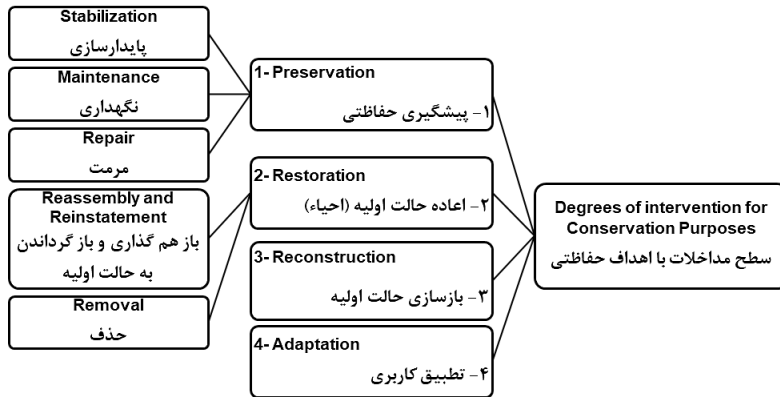 Stabilization
پایدارسازی
Maintenance
نگهداری
Repair
مرمت
Reassembly and
Reinstatement
باز هم گذاری و باز گرداندن
به حالت اولیه
Removal
حذف
1- Preservation
۱- پیشگیری حفاظتی
2- Restoration
۲- اعاده حالت اولیه (احیاء)
3- Reconstruction
۳- بازسازی حالت اولیه
4- Adaptation
۴- تطبیق کاربری
Degrees of intervention for
Conservation Purposes
سطح مداخلات با اهداف حفاظتی